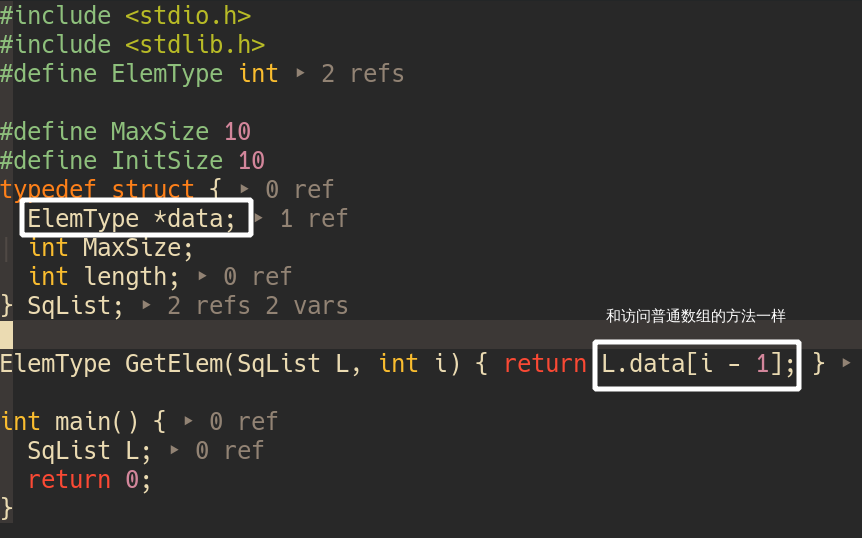 #include <stdio.h>
#include <stdlib.h>
#define ElemType int ▸ 2 refs
#define MaxSize 10
#define InitSize 10
typedef struct { ▸ 0 ref
ElemType *data; ▸ 1 ref
int MaxSize;
int length; ▸ 0 ref
} SqList; ▸ 2 refs 2 vars
和访问普通数组的方法一样
ElemType GetElem(SqList L, int i) { return L.data[i - 1]; } ▸
int main() { ▸ 0 ref
SqList L; ▸ 0 ref
return 0;
}